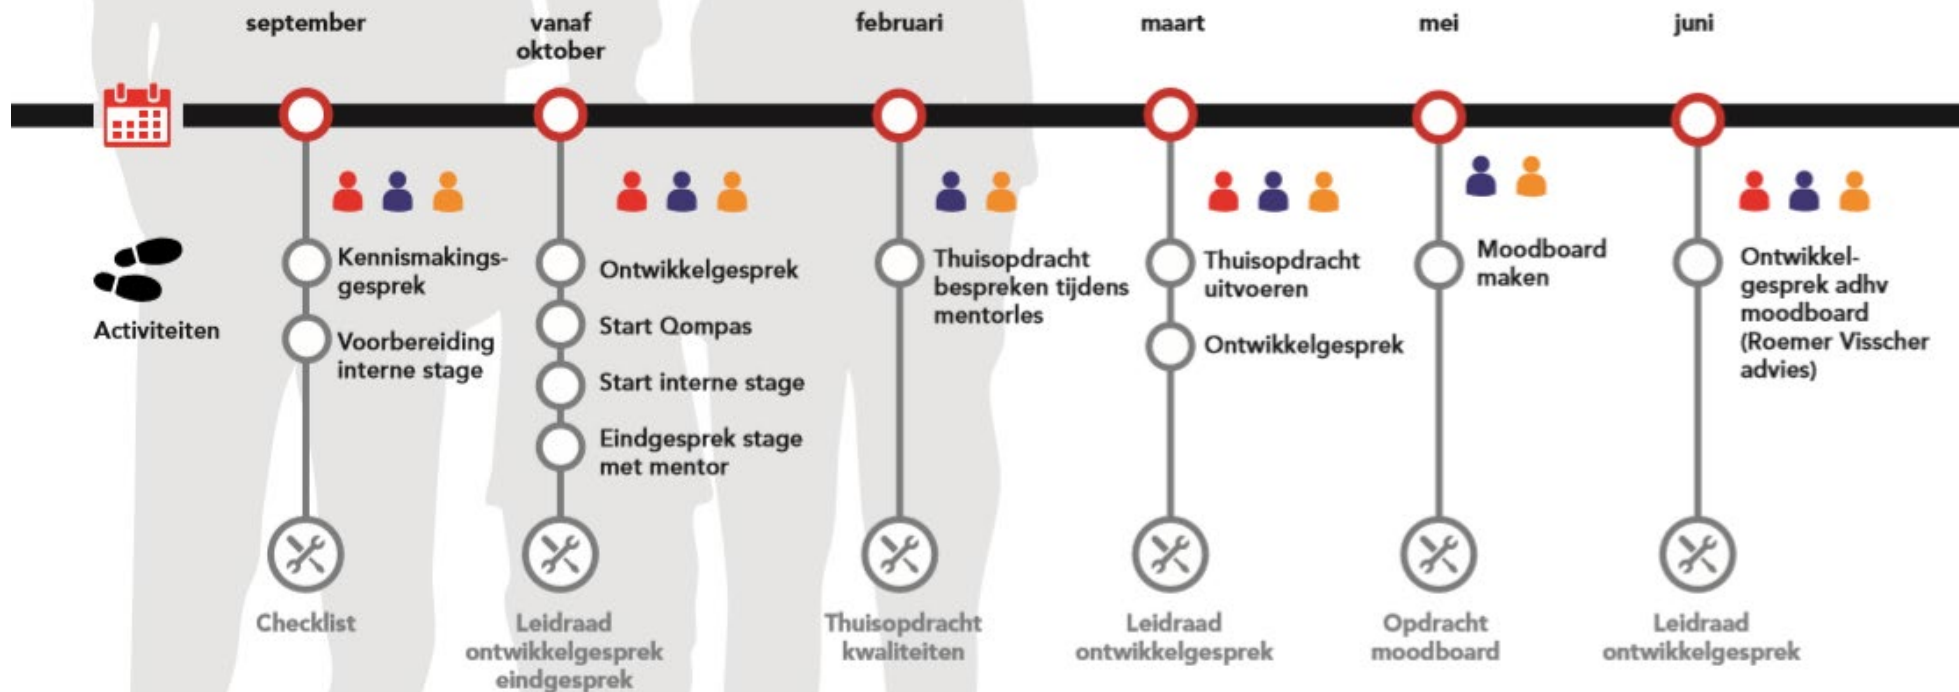 september
vanaf
oktober
februari
maart
mei
juni
Activiteiten
Kennismakings-
gesprek
Voorbereiding
interne stage
Ontwikkelgesprek
Start Qompas
Start interne stage
Eindgesprek stage
met mentor
Thuisopdracht
bespreken tijdens
mentorles
Thuisopdracht
uitvoeren
Ontwikkelgesprek
Moodboard
maken
Ontwikkel-
gesprek adhv
moodboard
(Roemer Visscher
advies)
Checklist
Leidraad
ontwikkelgesprek
eindgesprek
Thuisopdracht
kwaliteiten
Leidraad
ontwikkelgesprek
Opdracht
moodboard
Leidraad
ontwikkelgesprek